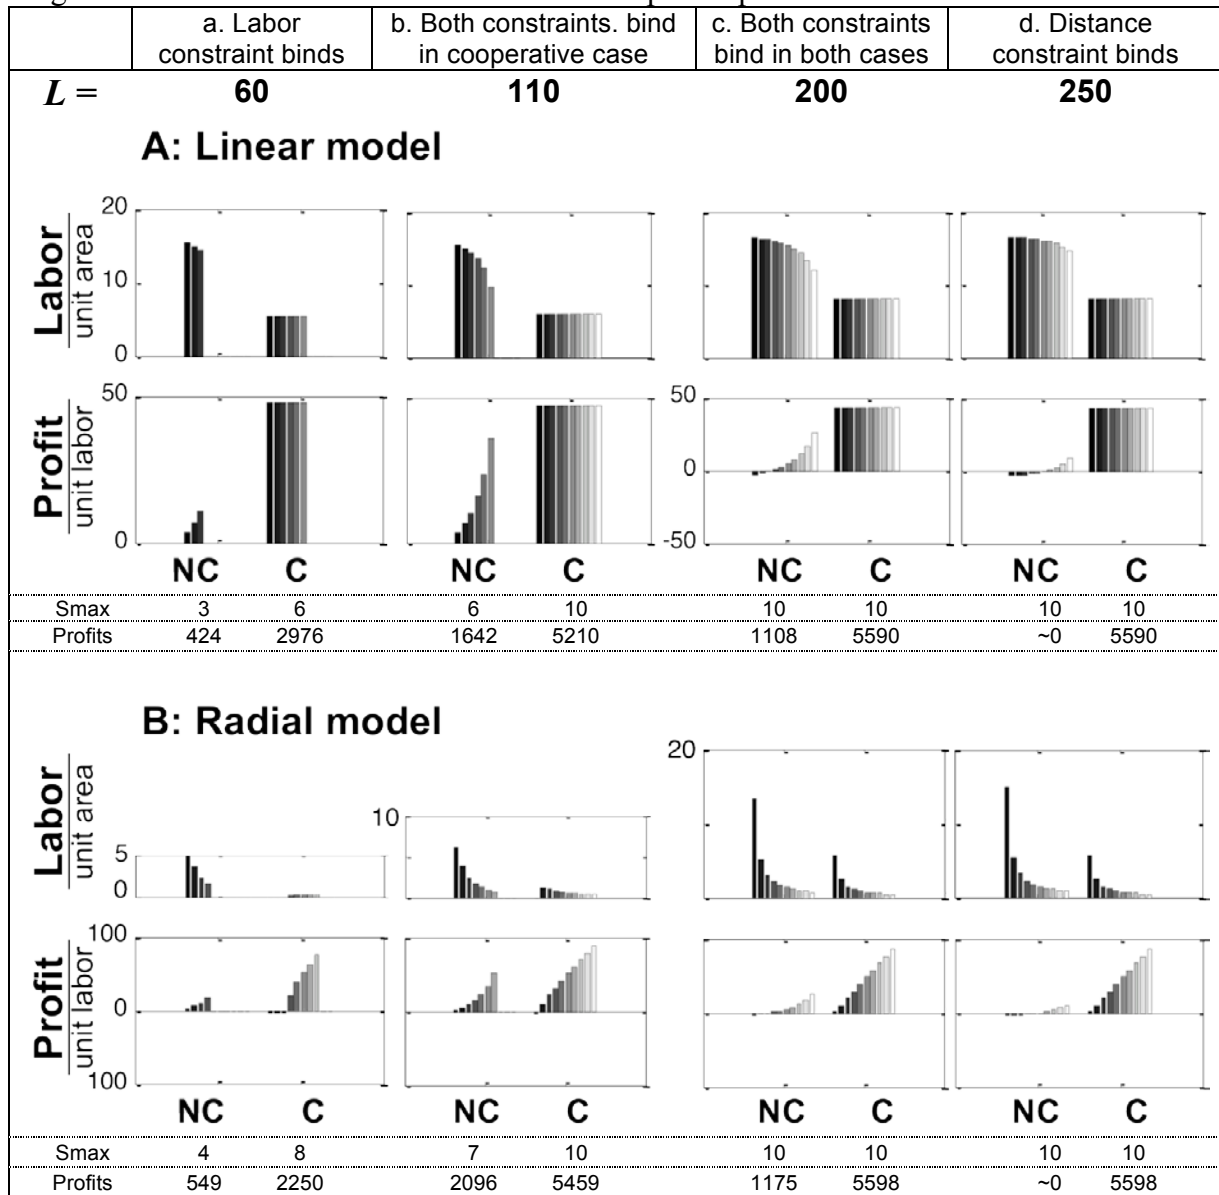 a. Labor constraint binds
b. Both constraints. bind in cooperative case
c. Both constraints bind in both cases
d. Distance constraint binds
L = 60 110 200 250
A: Linear model
Labor
unit area
20
10
0
Profit
unit labor
50
0
50
0
-50
NC C NC C NC C NC C
Smax 3 6 6 10 10 10 10 10
Profits 424 2976 1642 5210 1108 5590 ~0 5590
B: Radial model
Labor
unit area
5
0
10
20
Profit
unit labor
100
0
100
NC C NC C NC C NC C
Smax 4 8 7 10 10 10 10 10
Profits 549 2250 2096 5459 1175 5598 ~0 5598